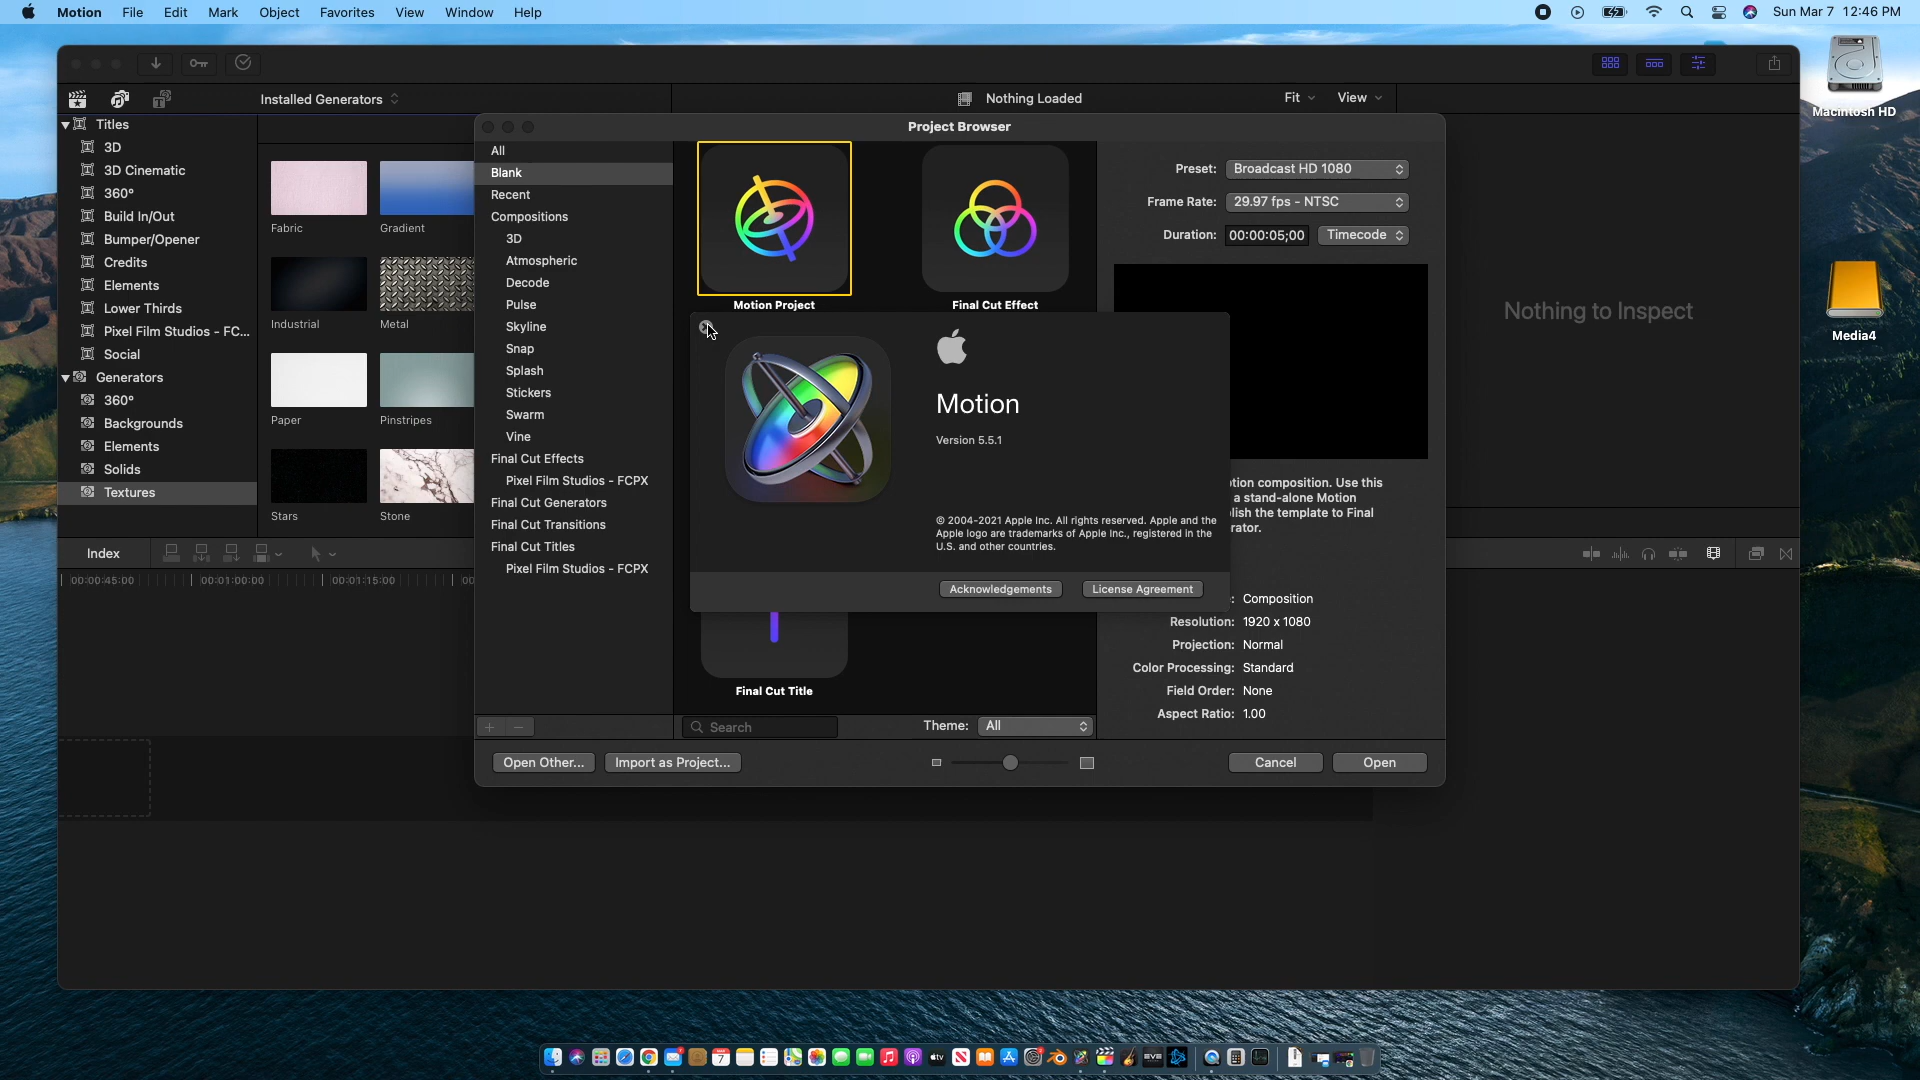 Motion File Edit Mark Object Favorites View Window Help
Sun Mar 7 12:46 PM
Macintosh HD
Media4
Installed Generators
Nothing Loaded
Fit
View
Titles
3D
3D Cinematic
360°
Build In/Out
Bumper/Opener
Credits
Elements
Lower Thirds
Pixel Film Studios - FC...
Social
Generators
360°
Backgrounds
Elements
Solids
Textures
Fabric
Gradient
Industrial
Metal
Paper
Pinstripes
Stars
Stone
Project Browser
All
Blank
Recent
Compositions
3D
Atmospheric
Decode
Pulse
Skyline
Snap
Splash
Stickers
Swarm
Vine
Final Cut Effects
Pixel Film Studios - FCPX
Final Cut Generators
Final Cut Transitions
Final Cut Titles
Pixel Film Studios - FCPX
Motion Project
Final Cut Effect
Final Cut Title
Motion
Version 5.5.1
© 2004-2021 Apple Inc. All rights reserved. Apple and the
Apple logo are trademarks of Apple Inc., registered in the
U.S. and other countries.
Acknowledgements
License Agreement
Preset: Broadcast HD 1080
Frame Rate: 29.97 fps - NTSC
Duration: 00:00:05;00 Timecode
tion composition. Use this
a stand-alone Motion
lish the template to Final
rator.
: Composition
Resolution: 1920 x 1080
Projection: Normal
Color Processing: Standard
Field Order: None
Aspect Ratio: 1.00
Search
Theme: All
Open Other...
Import as Project...
Cancel
Open
Nothing to Inspect
Index
00:00:45:00
00:01:00:00
00:01:15:00
00
MAR
7
tv
EVE